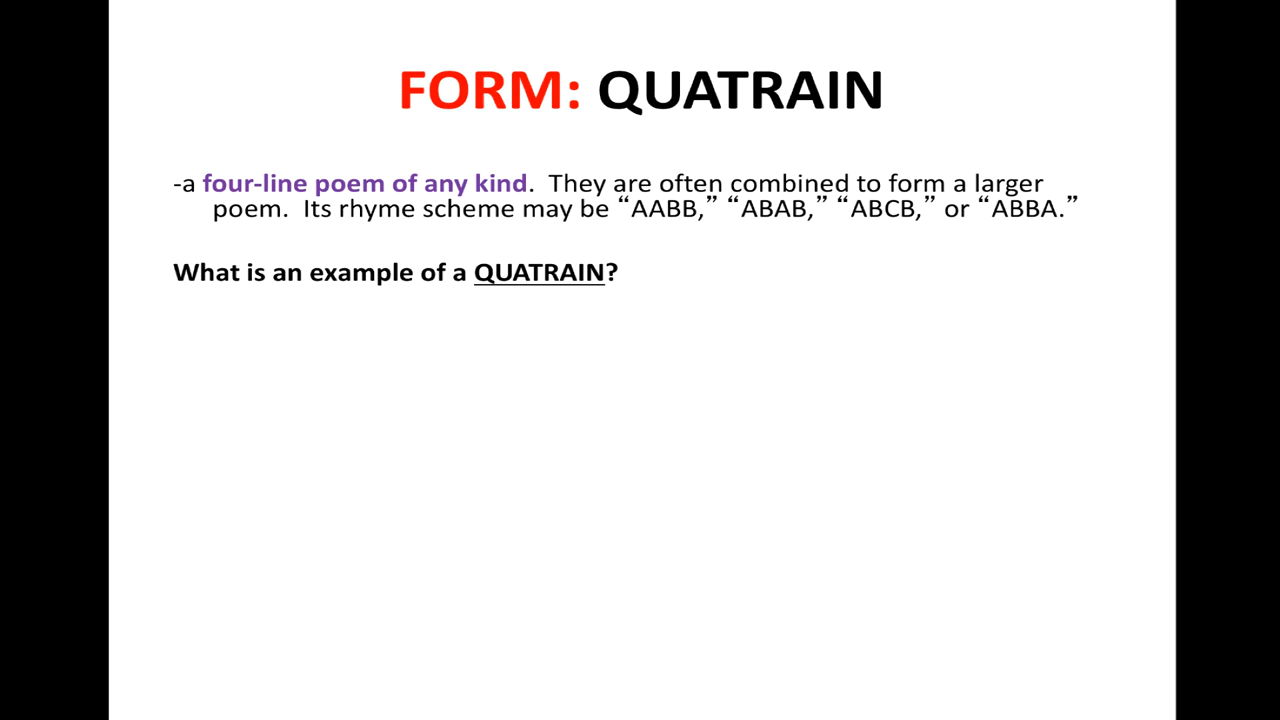 FORM: QUATRAIN
-a four-line poem of any kind.  They are often combined to form a larger
poem.  Its rhyme scheme may be “AABB,” “ABAB,” “ABCB,” or “ABBA.”
What is an example of a QUATRAIN?